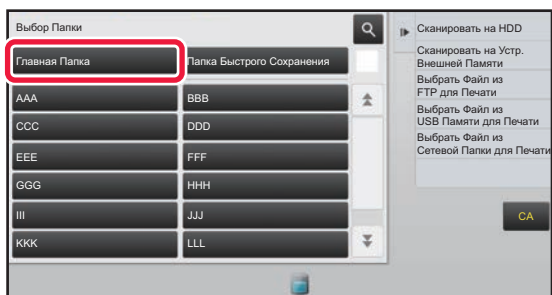 Выбор Папки
Главная Папка
Папка Быстрого Сохранения
AAA
BBB
CCC
DDD
EEE
FFF
GGG
HHH
III
JJJ
KKK
LLL
Сканировать на HDD
Сканировать на Устр.
Внешней Памяти
Выбрать Файл из
FTP для Печати
Выбрать Файл из
USB Памяти для Печати
Выбрать Файл из
Сетевой Папки для Печати
CA